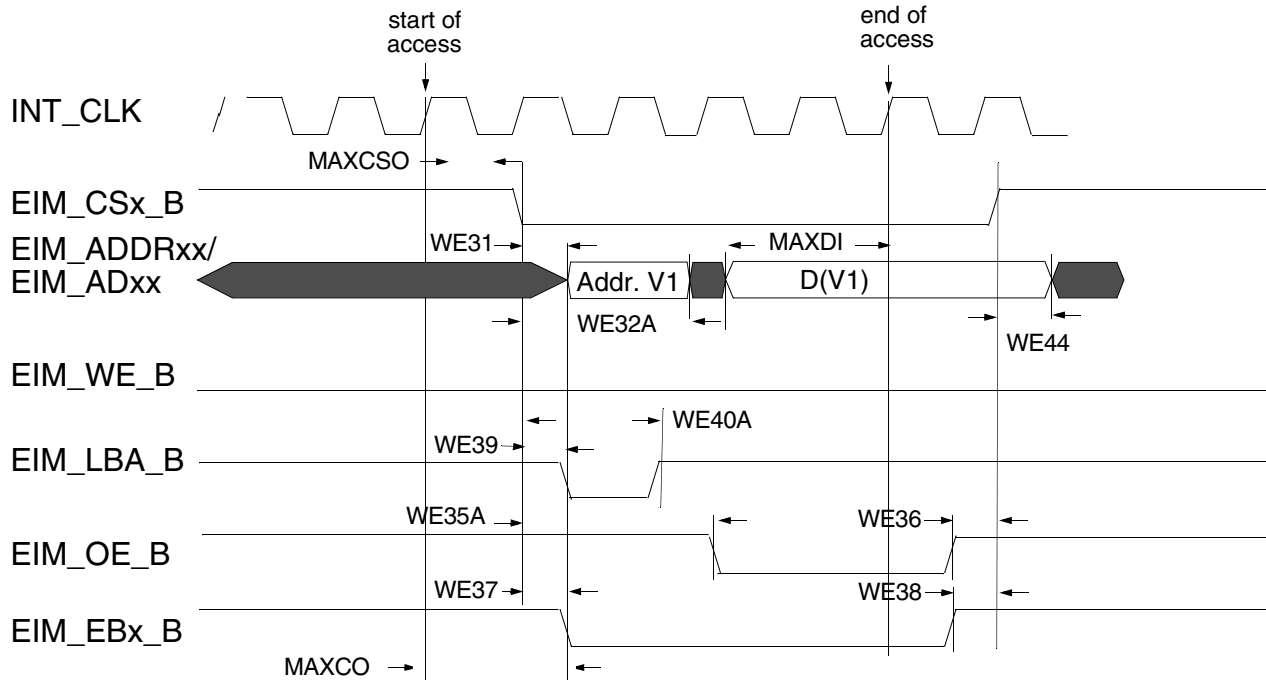 start of
access
end of
access
INT_CLK
MAXCSO
EIM_CSx_B
EIM_ADDRxx/
EIM_ADxx
WE31
MAXDI
Addr. V1
D(V1)
WE32A
WE44
EIM_WE_B
WE40A
WE39
EIM_LBA_B
WE35A
WE36
EIM_OE_B
WE37
WE38
EIM_EBx_B
MAXCO